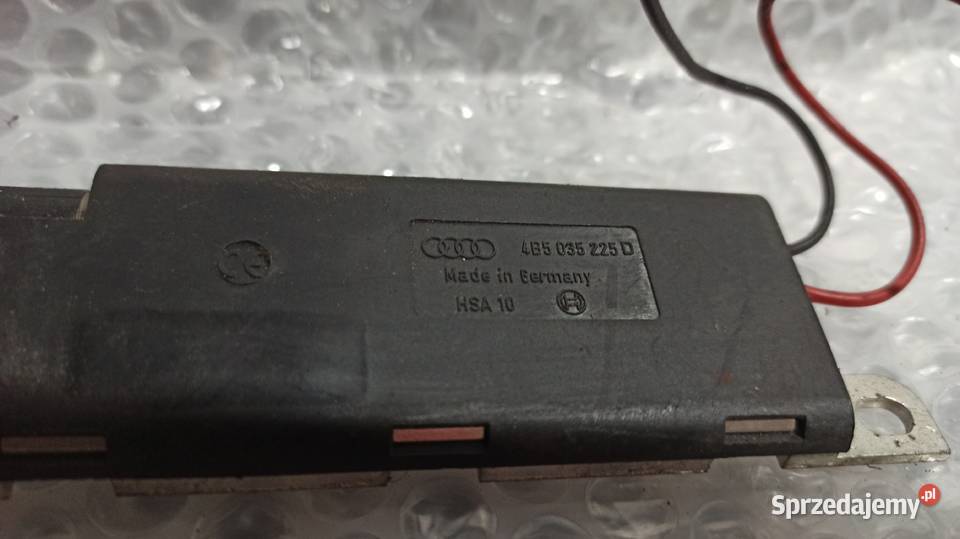 4B5 035 225 D
Made in Germany
HSA 10
Sprzedajemy.pl